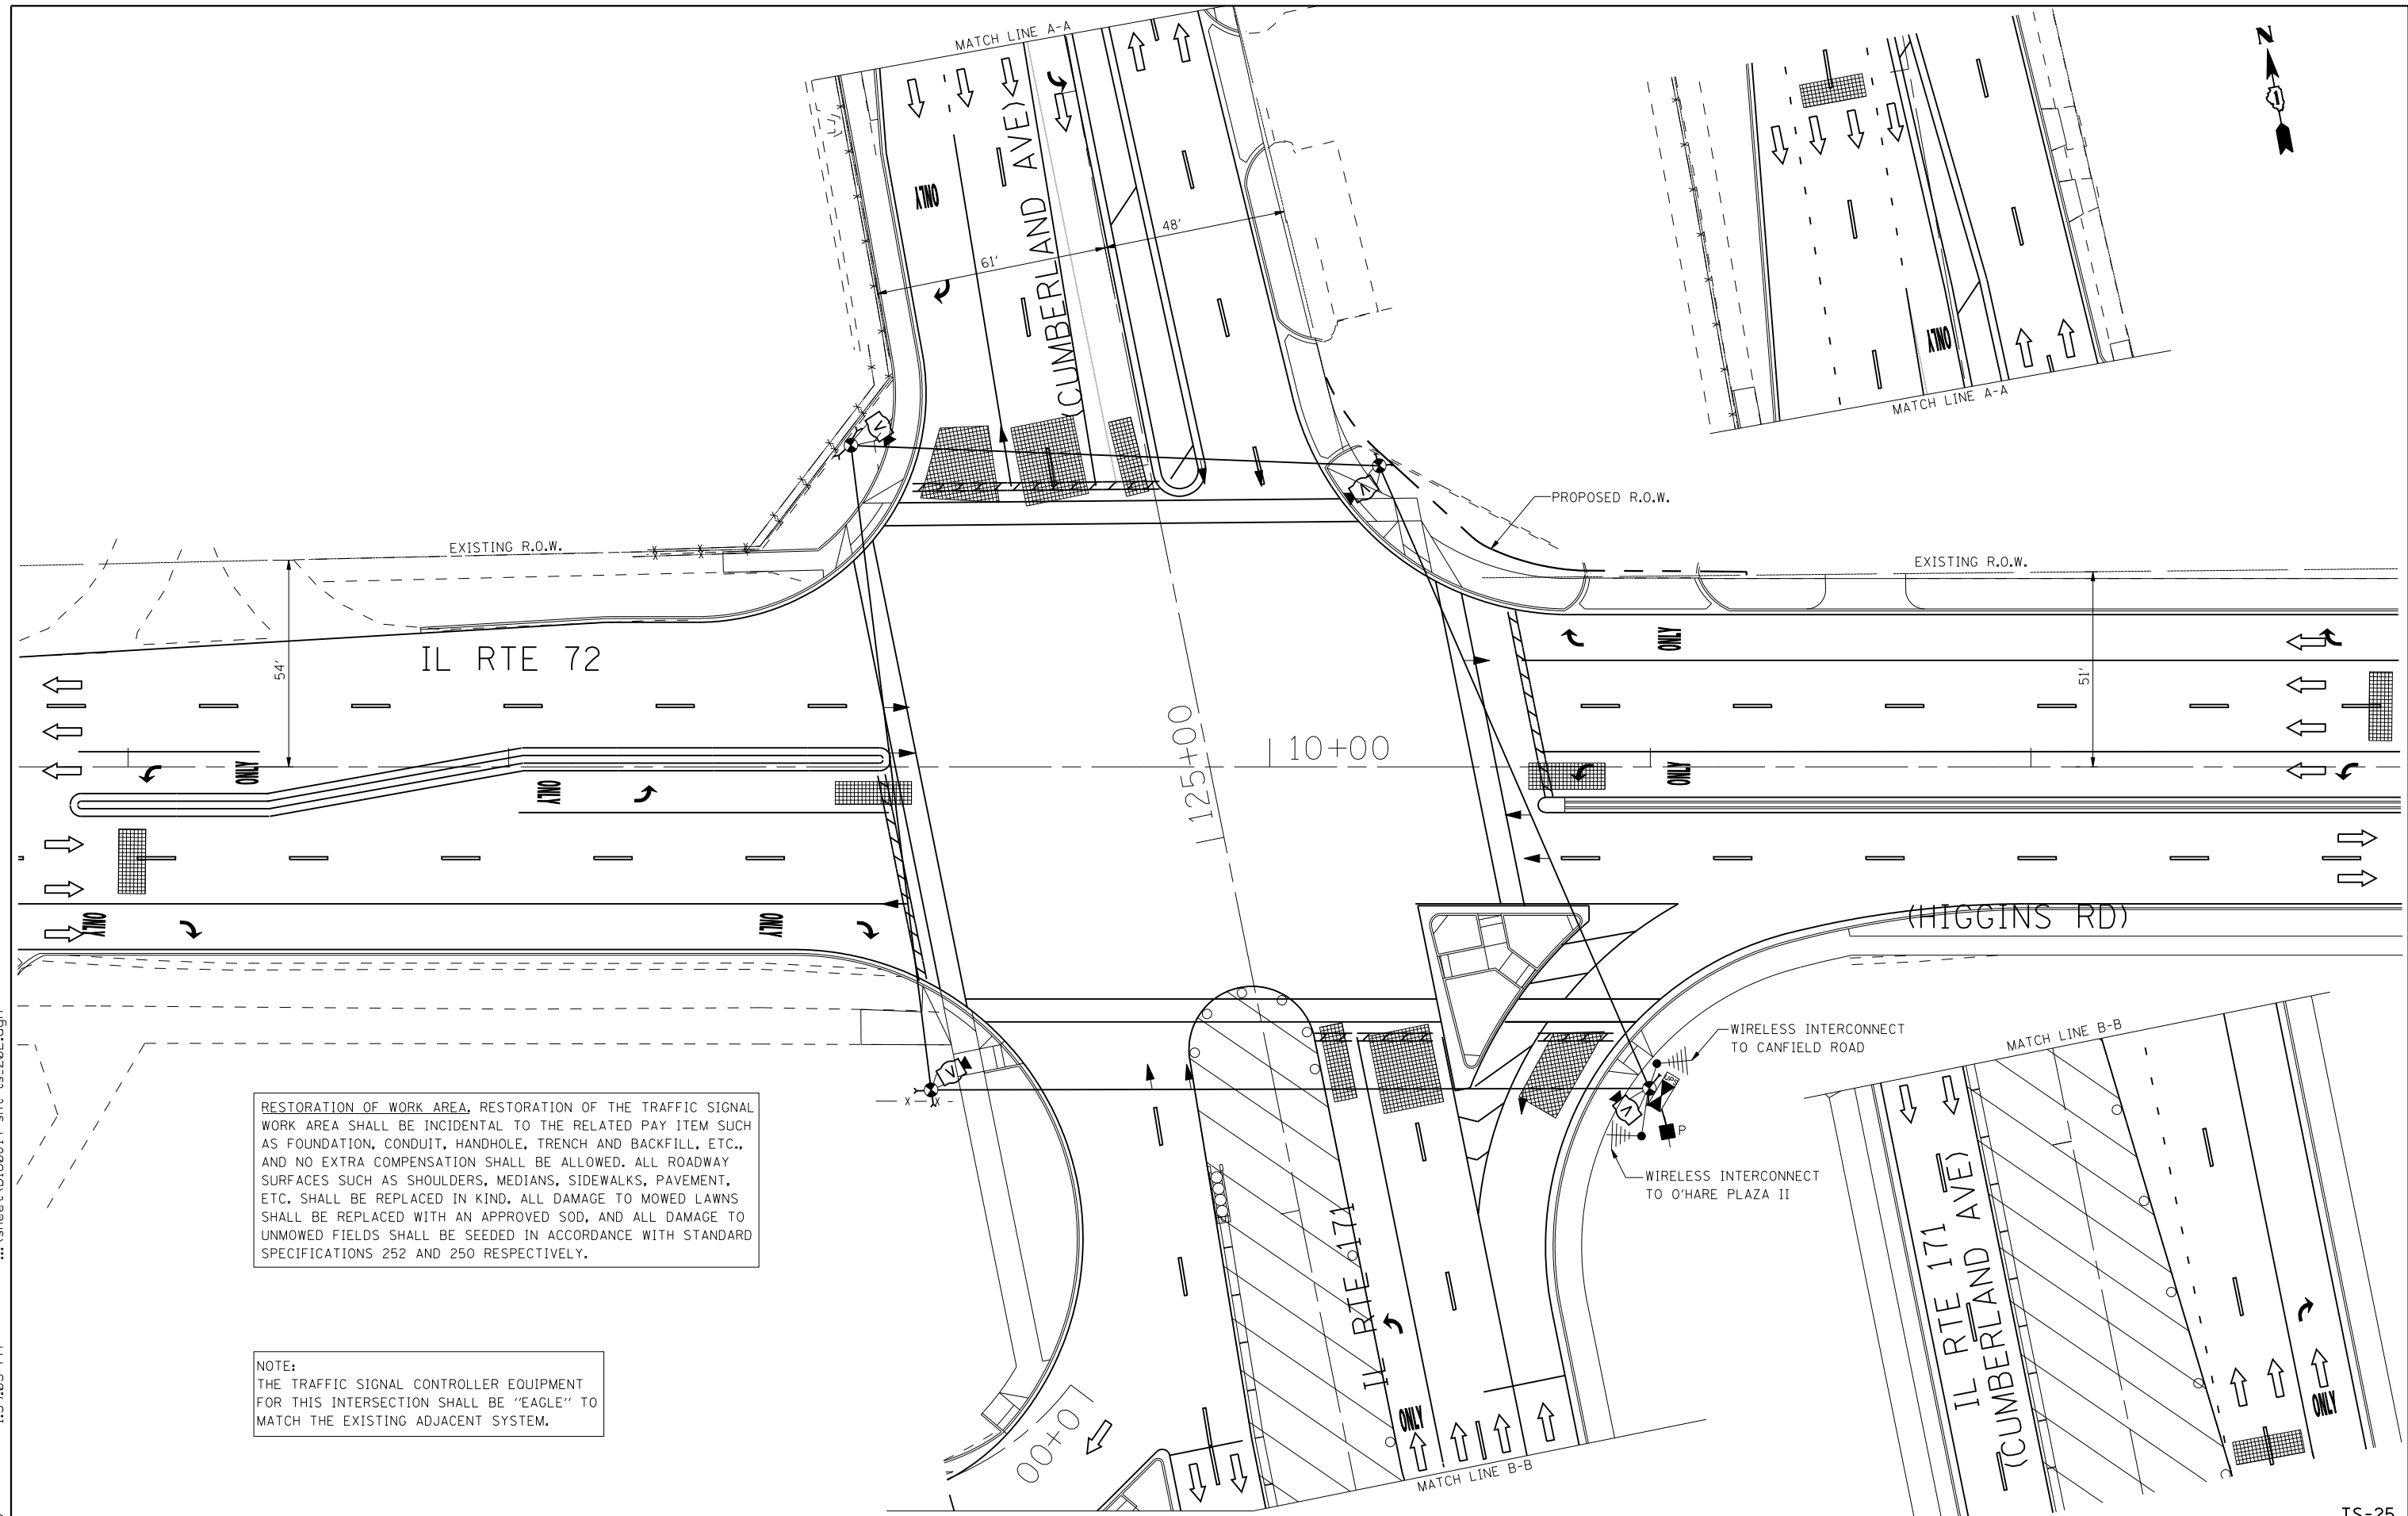 MATCH LINE A-A
N
ONLY
(CUMBERLAND AVE)
48'
61'
ONLY
MATCH LINE A-A
PROPOSED R.O.W.
EXISTING R.O.W.
EXISTING R.O.W.
V
V
IL RTE 72
54'
51'
ONLY
ONLY
ONLY
ONLY
125+00
10+00
ONLY
ONLY
(HIGGINS RD)
V
WIRELESS INTERCONNECT
TO CANFIELD ROAD
UPS
V
P
WIRELESS INTERCONNECT
TO O'HARE PLAZA II
MATCH LINE B-B
RESTORATION OF WORK AREA. RESTORATION OF THE TRAFFIC SIGNAL
WORK AREA SHALL BE INCIDENTAL TO THE RELATED PAY ITEM SUCH
AS FOUNDATION, CONDUIT, HANDHOLE, TRENCH AND BACKFILL, ETC.,
AND NO EXTRA COMPENSATION SHALL BE ALLOWED. ALL ROADWAY
SURFACES SUCH AS SHOULDERS, MEDIANS, SIDEWALKS, PAVEMENT,
ETC. SHALL BE REPLACED IN KIND. ALL DAMAGE TO MOWED LAWNS
SHALL BE REPLACED WITH AN APPROVED SOD, AND ALL DAMAGE TO
UNMOWED FIELDS SHALL BE SEEDED IN ACCORDANCE WITH STANDARD
SPECIFICATIONS 252 AND 250 RESPECTIVELY.
NOTE:
THE TRAFFIC SIGNAL CONTROLLER EQUIPMENT
FOR THIS INTERSECTION SHALL BE "EAGLE" TO
MATCH THE EXISTING ADJACENT SYSTEM.
IL RTE 171
ONLY
0+00
MATCH LINE B-B
IL RTE 171
(CUMBERLAND AVE)
ONLY
TS-25